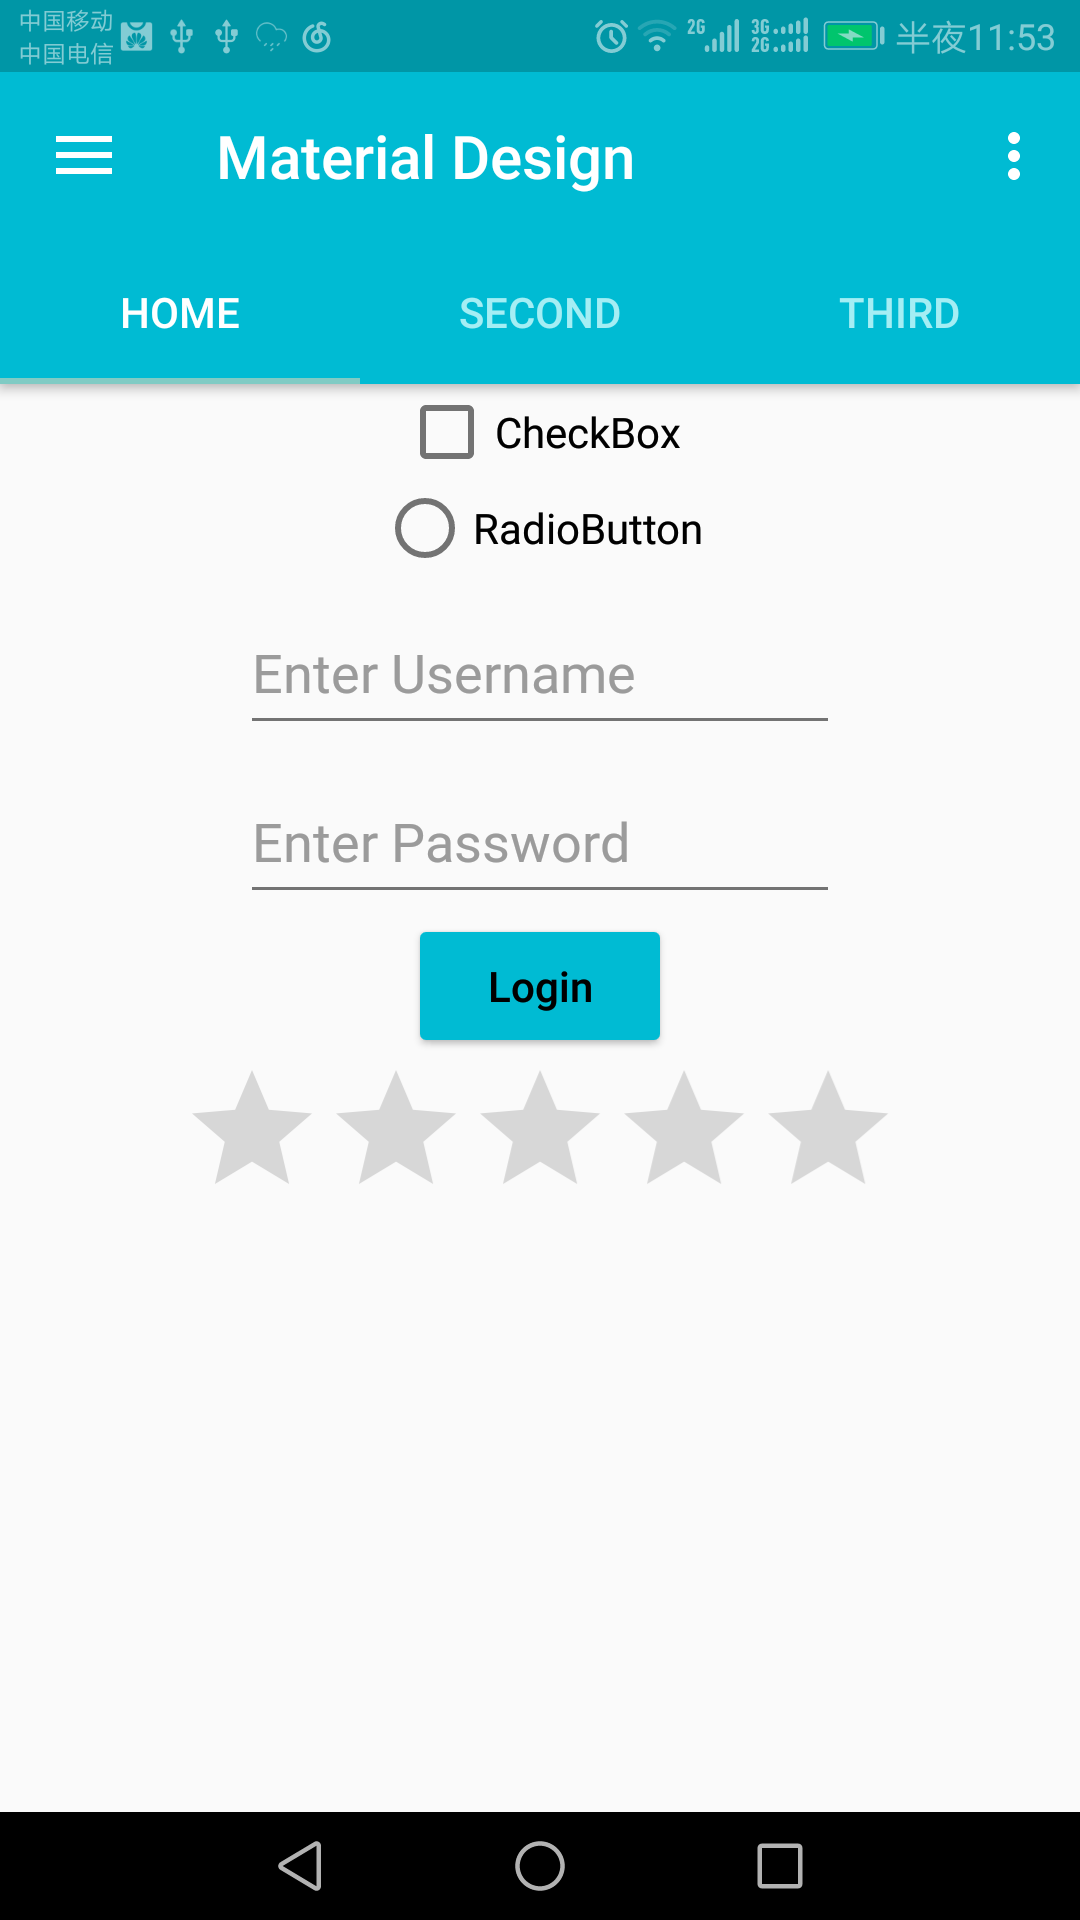 中国移动
中国电信
2G
3G
2G
半夜11:53
Material Design
HOME SECOND THIRD
CheckBox
RadioButton
Enter Username
Enter Password
Login